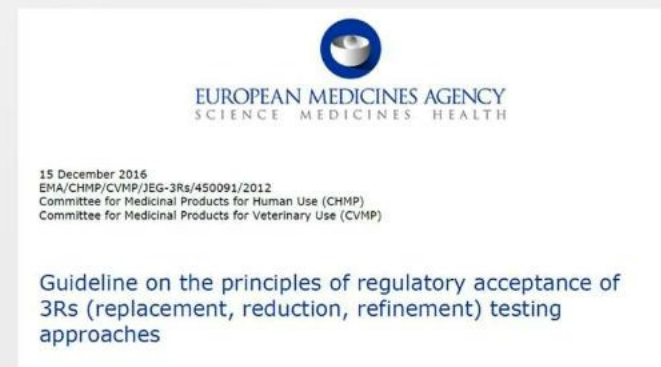 EUROPEAN MEDICINES AGENCY
SCIENCE MEDICINES HEALTH
15 December 2016
EMA/CHMP/CVMP/JEG-3Rs/450091/2012
Committee for Medicinal Products for Human Use (CHMP)
Committee for Medicinal Products for Veterinary Use (CVMP)
Guideline on the principles of regulatory acceptance of
3Rs (replacement, reduction, refinement) testing
approaches